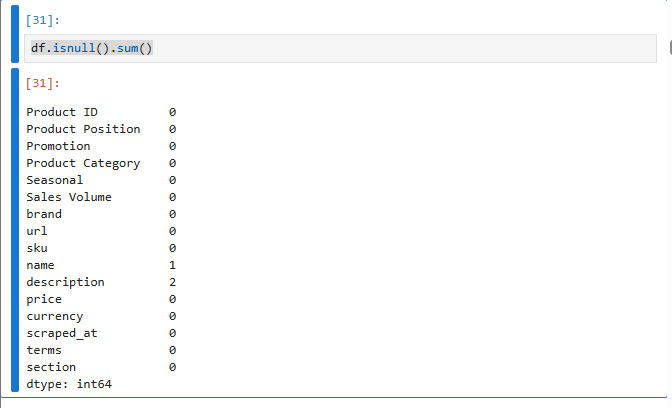 [31]:
df.isnull().sum()
[31]:
Product ID 0
Product Position 0
Promotion 0
Product Category 0
Seasonal 0
Sales Volume 0
brand 0
url 0
sku 0
name 1
description 2
price 0
currency 0
scraped_at 0
terms 0
section 0
dtype: int64